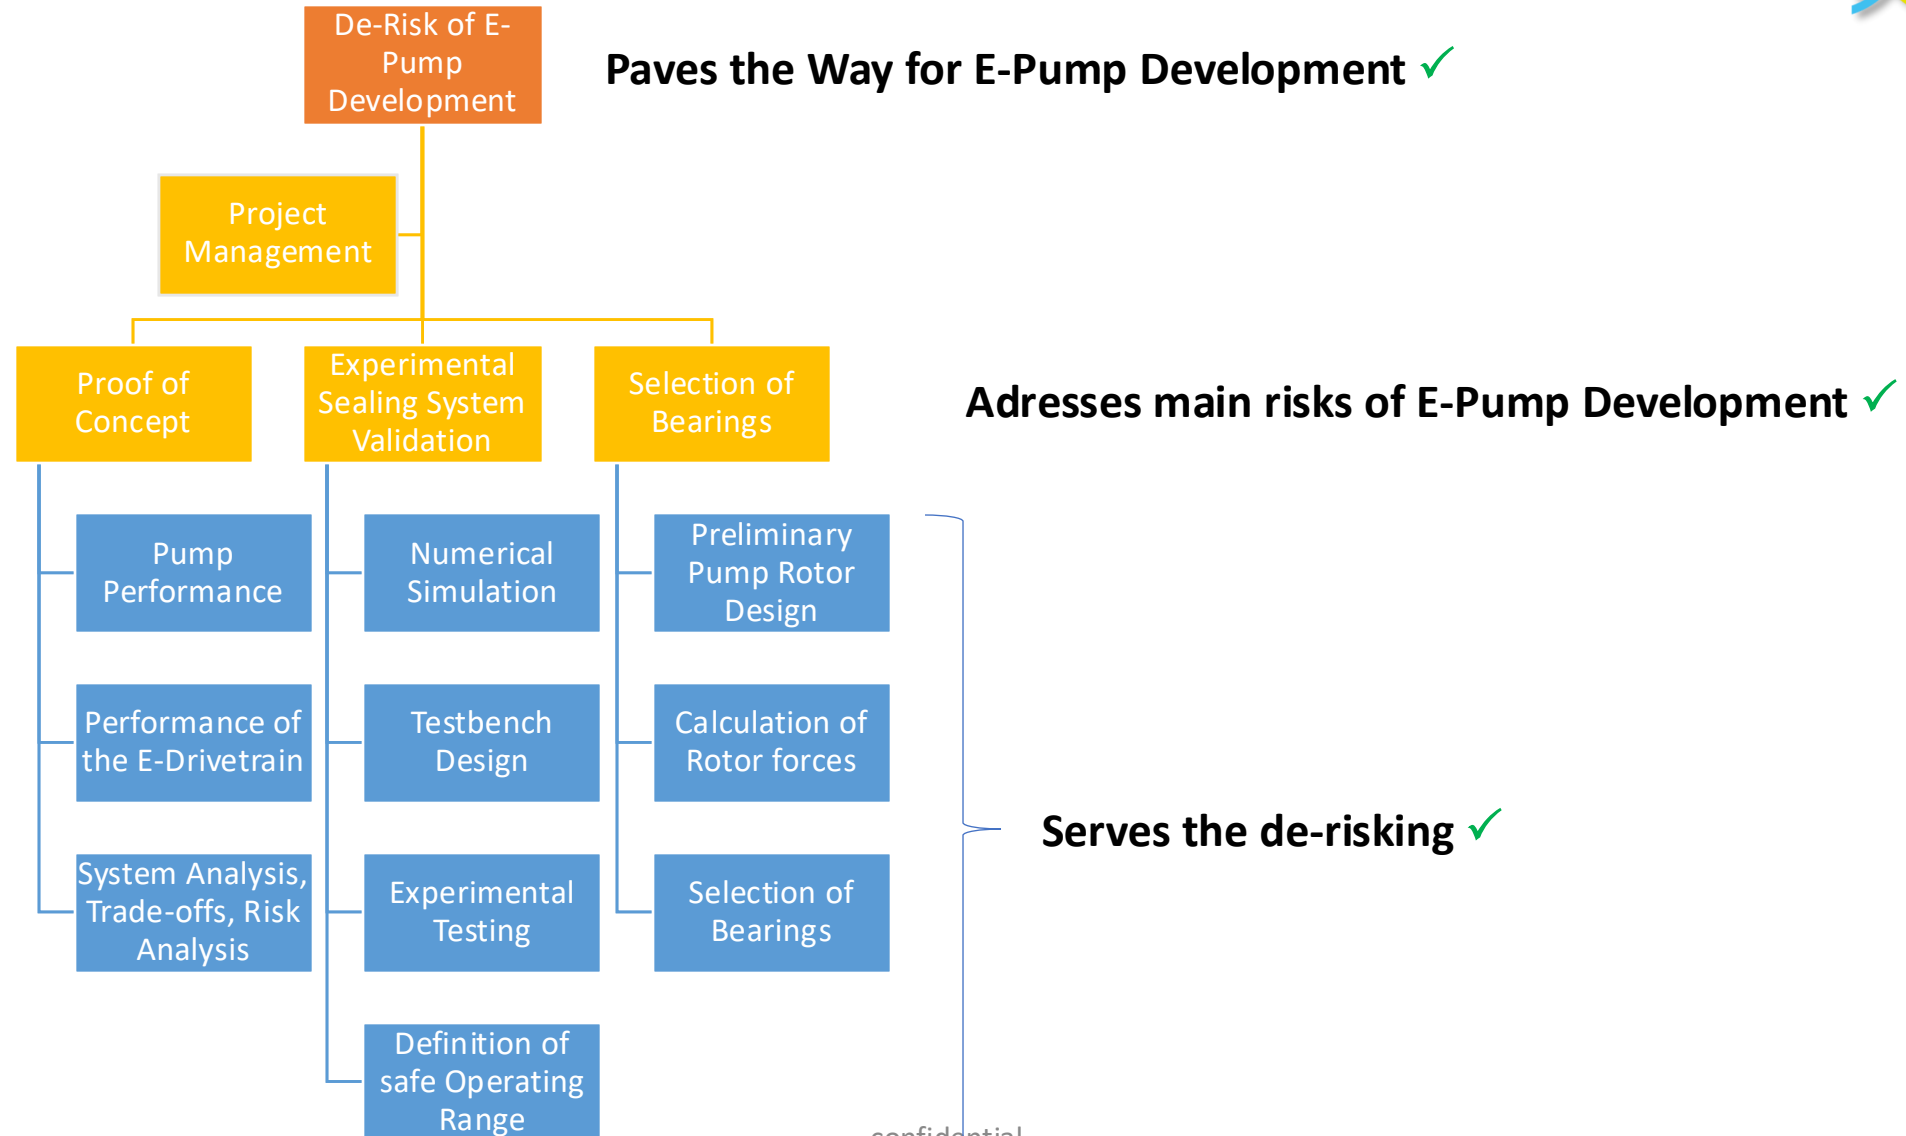 De-Risk of E-
Pump
Development
Paves the Way for E-Pump Development ✓
Project
Management
Proof of
Concept
Experimental
Sealing System
Validation
Selection of
Bearings
Adresses main risks of E-Pump Development ✓
Pump
Performance
Numerical
Simulation
Preliminary
Pump Rotor
Design
Performance of
the E-Drivetrain
Testbench
Design
Calculation of
Rotor forces
Serves the de-risking ✓
System Analysis,
Trade-offs, Risk
Analysis
Experimental
Testing
Selection of
Bearings
Definition of
safe Operating
Range
confidential